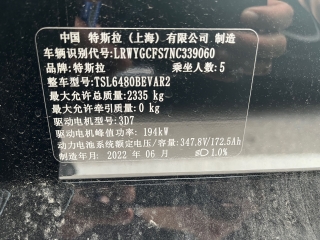 中国 特斯拉(上海)有限公司 制造
车辆识别代号:LRWYGCFS7NC339060
品牌:特斯拉 乘坐人数:5
整车型号:TSL6480BEVAR2
最大允许总质量:2335 kg
最大允许牵引质量:0 kg
驱动电机型号:3D7
驱动电机峰值功率:194kW
动力电池系统额定电压/容量:347.8V/172.5Ah
制造年月:2022 年 06 月 1.0%